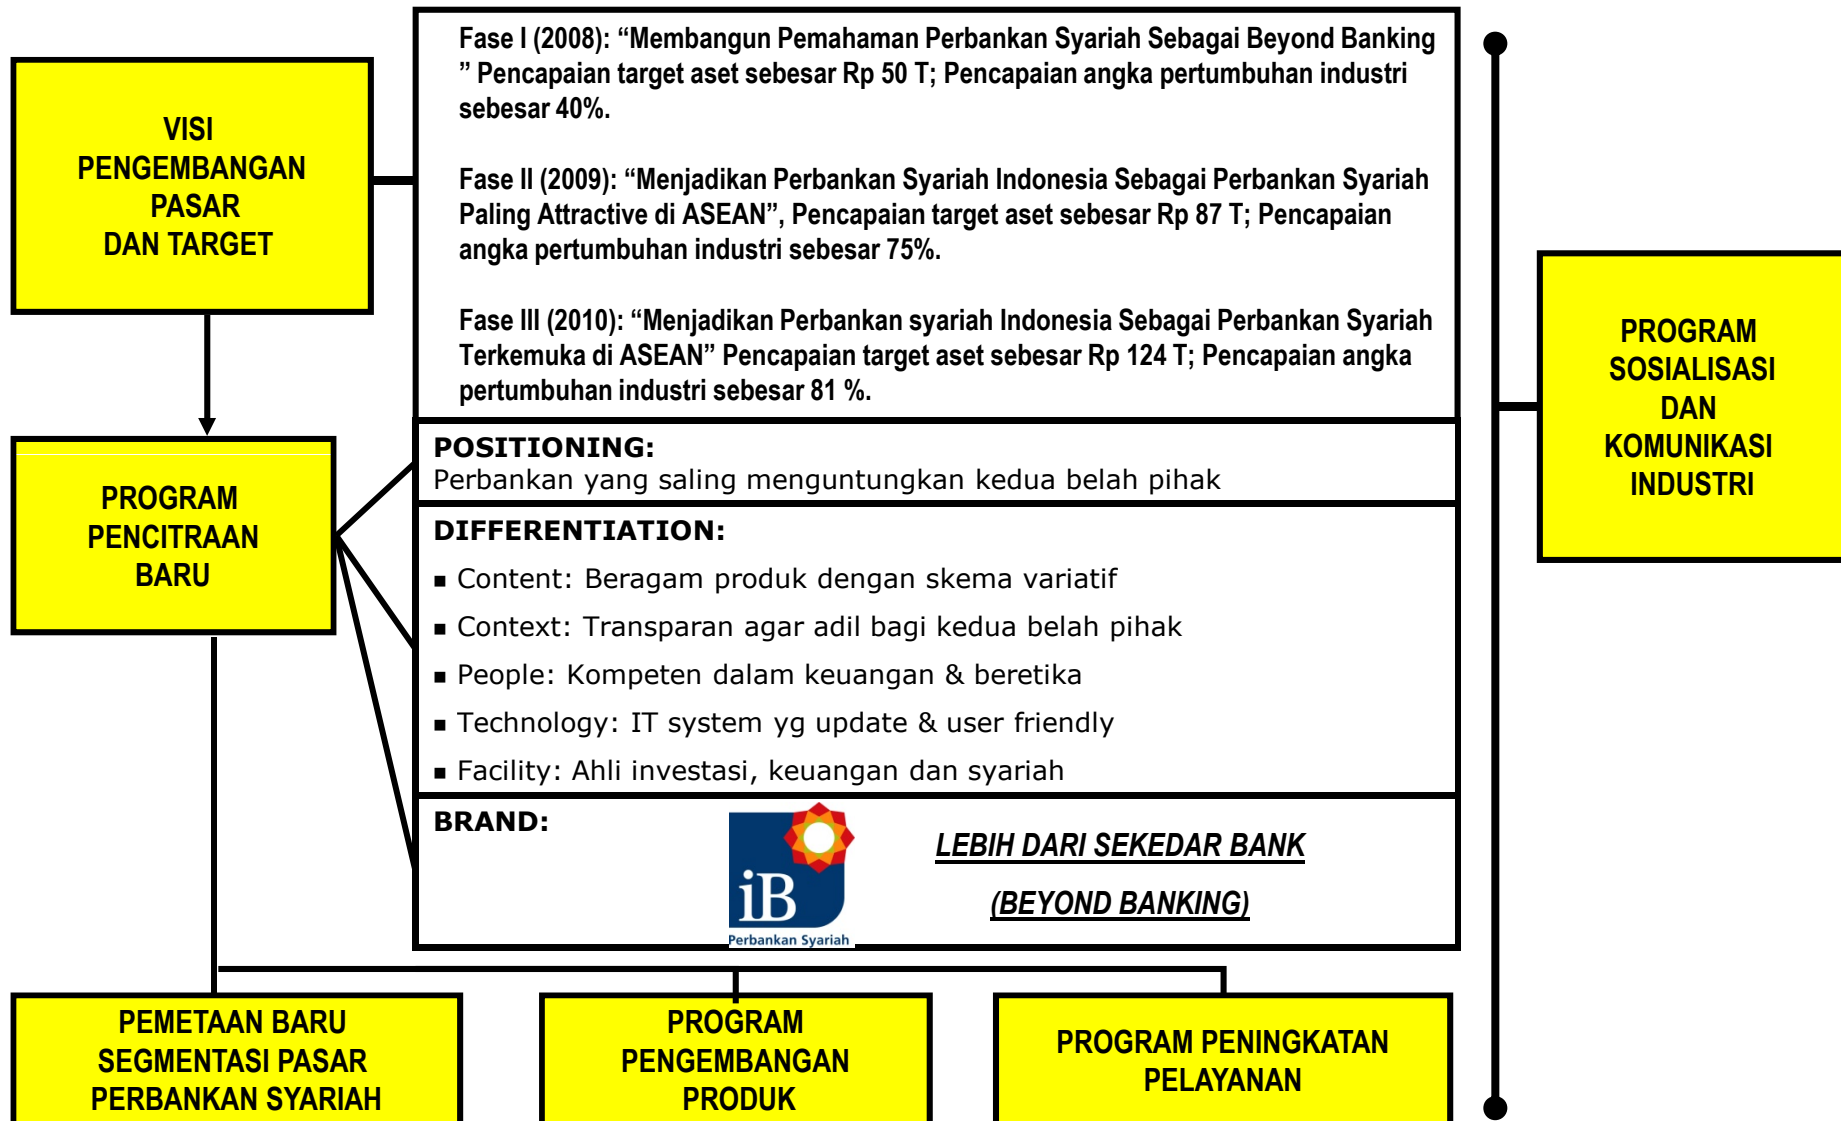 VISI
PENGEMBANGAN
PASAR
DAN TARGET
Fase I (2008): “Membangun Pemahaman Perbankan Syariah Sebagai Beyond Banking
” Pencapaian target aset sebesar Rp 50 T; Pencapaian angka pertumbuhan industri
sebesar 40%.
Fase II (2009): “Menjadikan Perbankan Syariah Indonesia Sebagai Perbankan Syariah
Paling Attractive di ASEAN”, Pencapaian target aset sebesar Rp 87 T; Pencapaian
angka pertumbuhan industri sebesar 75%.
Fase III (2010): “Menjadikan Perbankan syariah Indonesia Sebagai Perbankan Syariah
Terkemuka di ASEAN” Pencapaian target aset sebesar Rp 124 T; Pencapaian angka
pertumbuhan industri sebesar 81 %.
PROGRAM
PENCITRAAN
BARU
POSITIONING:
Perbankan yang saling menguntungkan kedua belah pihak
DIFFERENTIATION:
▪ Content: Beragam produk dengan skema variatif
▪ Context: Transparan agar adil bagi kedua belah pihak
▪ People: Kompeten dalam keuangan & beretika
▪ Technology: IT system yg update & user friendly
▪ Facility: Ahli investasi, keuangan dan syariah
BRAND:
iB
Perbankan Syariah
LEBIH DARI SEKEDAR BANK
(BEYOND BANKING)
PROGRAM
SOSIALISASI
DAN
KOMUNIKASI
INDUSTRI
PEMETAAN BARU
SEGMENTASI PASAR
PERBANKAN SYARIAH
PROGRAM
PENGEMBANGAN
PRODUK
PROGRAM PENINGKATAN
PELAYANAN